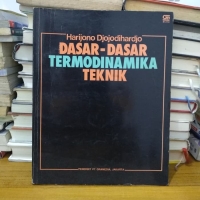 Harijono Djojodihardjo
DASAR-DASAR
TERMODINAMIKA
TEKNIK